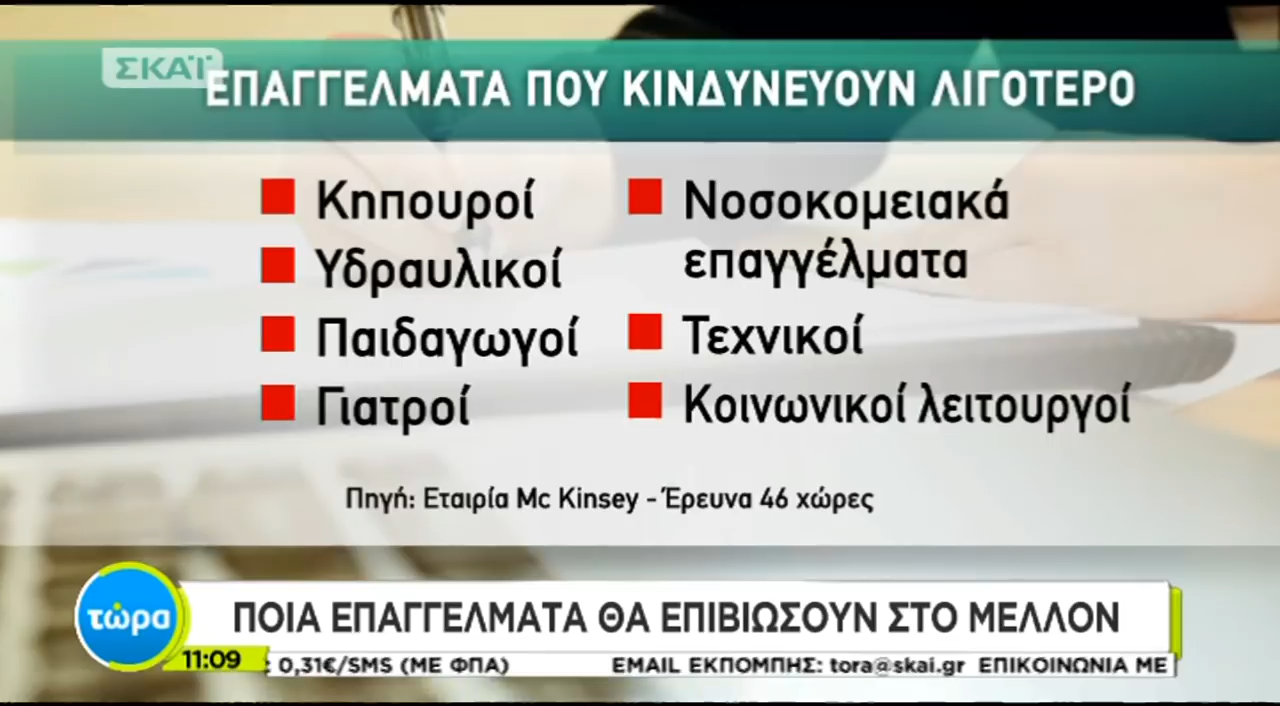 ΣΚΑΪ
ΕΠΑΓΓΕΛΜΑΤΑ ΠΟΥ ΚΙΝΔΥΝΕΥΟΥΝ ΛΙΓΟΤΕΡΟ
Κηπουροί
Υδραυλικοί
Παιδαγωγοί
Γιατροί
Νοσοκομειακά
επαγγέλματα
Τεχνικοί
Κοινωνικοί λειτουργοί
Πηγή: Εταιρία Mc Kinsey - Έρευνα 46 χώρες
τώρα
ΠΟΙΑ ΕΠΑΓΓΕΛΜΑΤΑ ΘΑ ΕΠΙΒΙΩΣΟΥΝ ΣΤΟ ΜΕΛΛΟΝ
11:09
: 0,31€/SMS (ΜΕ ΦΠΑ) EMAIL ΕΚΠΟΜΠΗΣ: tora@skai.gr ΕΠΙΚΟΙΝΩΝΙΑ ΜΕ